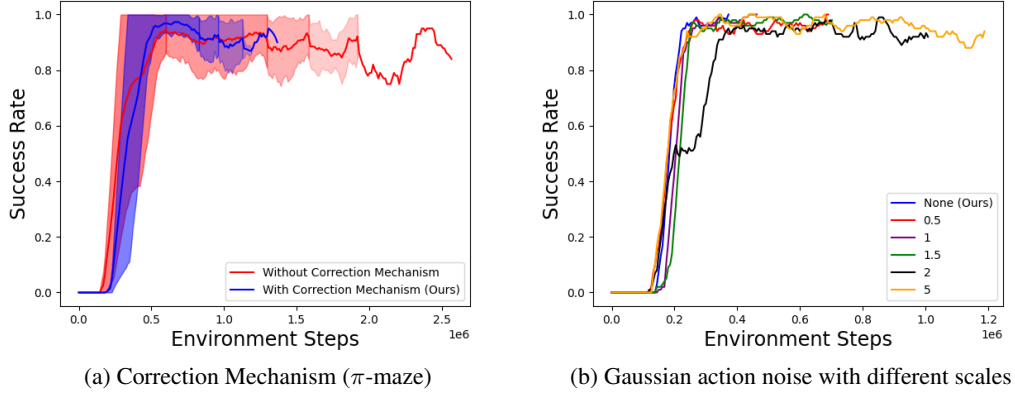 1.0
0.8
0.6
0.4
0.2
0.0
Success Rate
0.0
0.5
1.0
1.5
2.0
2.5
1e6
Environment Steps
Without Correction Mechanism
With Correction Mechanism (Ours)
(a) Correction Mechanism (π-maze)
1.0
0.8
0.6
0.4
0.2
0.0
Success Rate
0.0
0.2
0.4
0.6
0.8
1.0
1.2
1e6
Environment Steps
None (Ours)
0.5
1
1.5
2
5
(b) Gaussian action noise with different scales